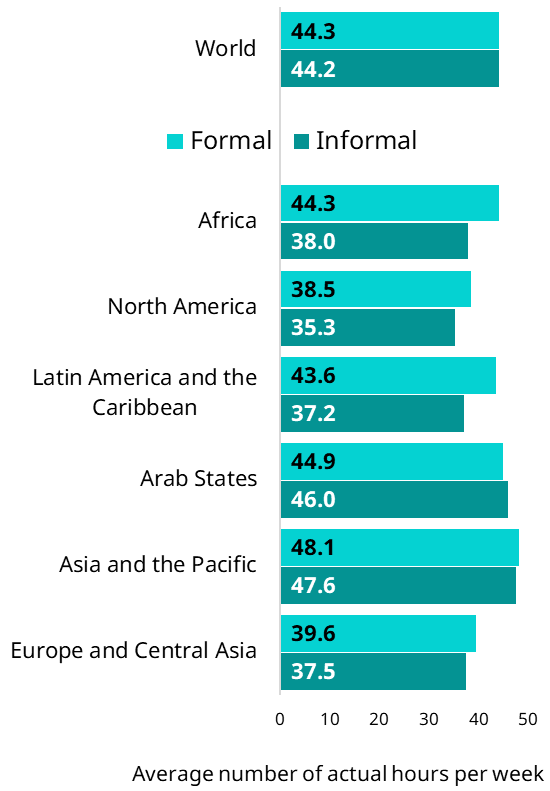 World
44.3
44.2
Formal
Informal
Africa
44.3
38.0
North America
38.5
35.3
Latin America and the
Caribbean
43.6
37.2
Arab States
44.9
46.0
Asia and the Pacific
48.1
47.6
Europe and Central Asia
39.6
37.5
0 10 20 30 40 50
Average number of actual hours per week